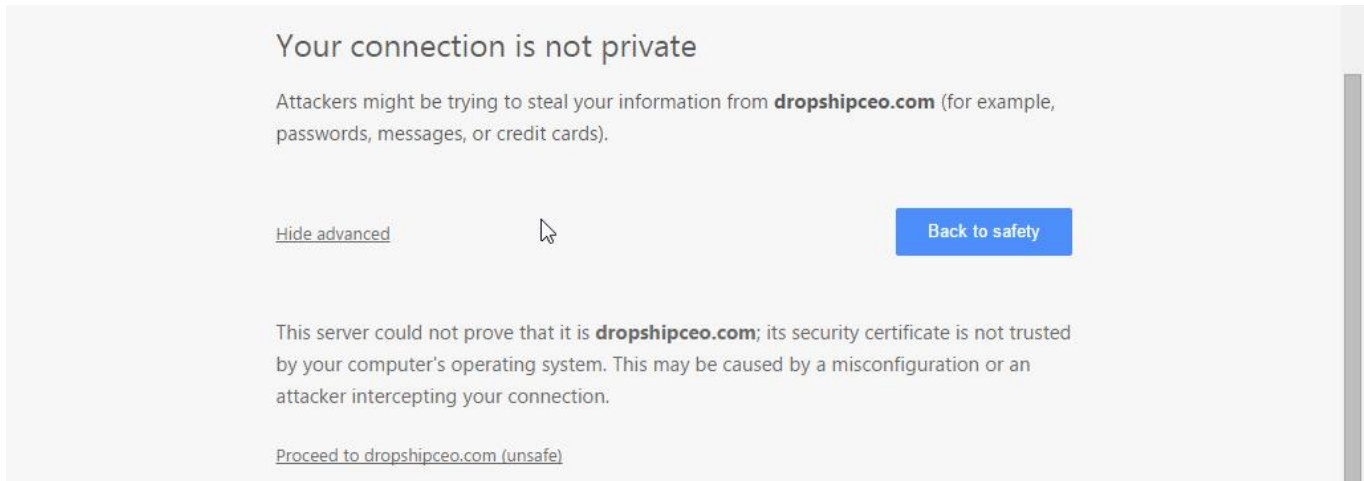 Your connection is not private
Attackers might be trying to steal your information from dropshipceo.com (for example,
passwords, messages, or credit cards).
Hide advanced
Back to safety
This server could not prove that it is dropshipceo.com; its security certificate is not trusted
by your computer's operating system. This may be caused by a misconfiguration or an
attacker intercepting your connection.
Proceed to dropshipceo.com (unsafe)